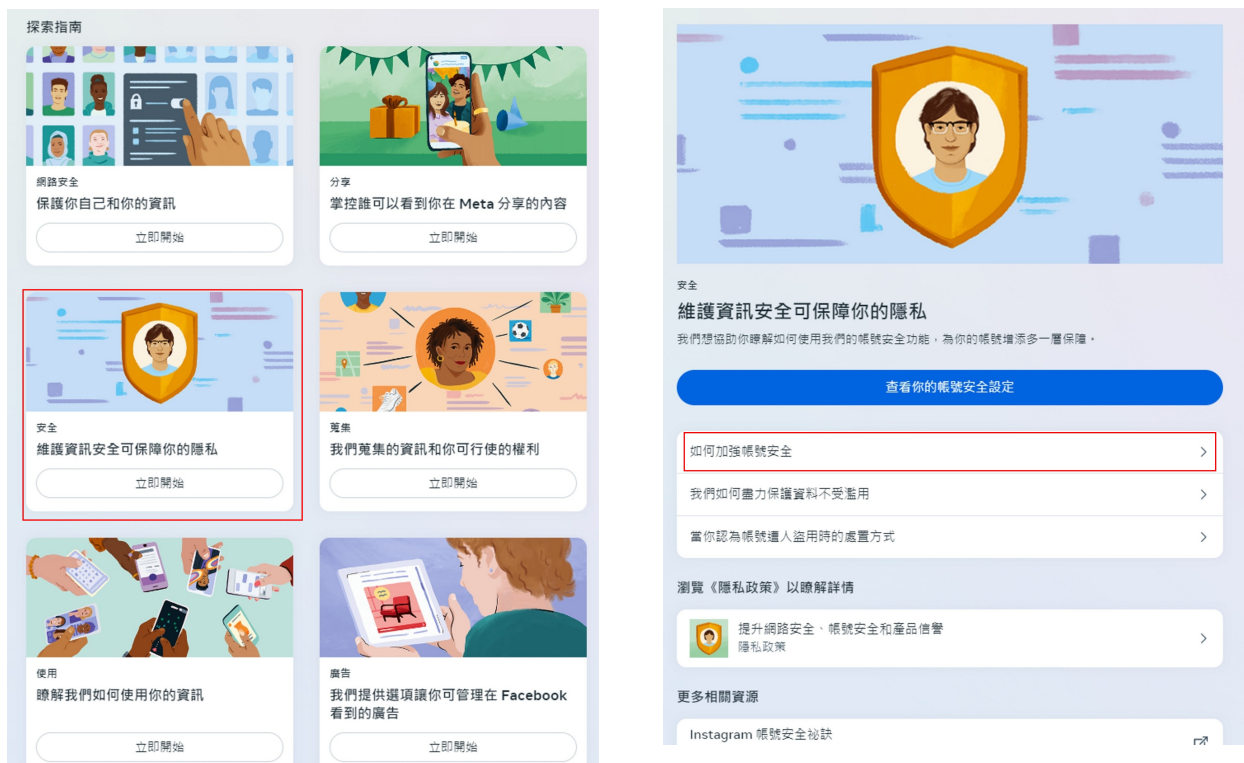 探索指南
網路安全
保護你自己和你的資訊
立即開始
分享
掌控誰可以看到你在 Meta 分享的內容
立即開始
安全
維護資訊安全可保障你的隱私
立即開始
蒐集
我們蒐集的資訊和你可行使的權利
立即開始
使用
瞭解我們如何使用你的資訊
立即開始
廣告
我們提供選項讓你可管理在 Facebook
看到的廣告
立即開始
安全
維護資訊安全可保障你的隱私
我們想協助你瞭解如何使用我們的帳號安全功能，為你的帳號增添多一層保障。
查看你的帳號安全設定
如何加強帳號安全
我們如何盡力保護資料不受濫用
當你認為帳號遭人盜用時的處置方式
瀏覽《隱私政策》以瞭解詳情
提升網路安全、帳號安全和產品信譽
隱私政策
更多相關資源
Instagram 帳號安全祕訣